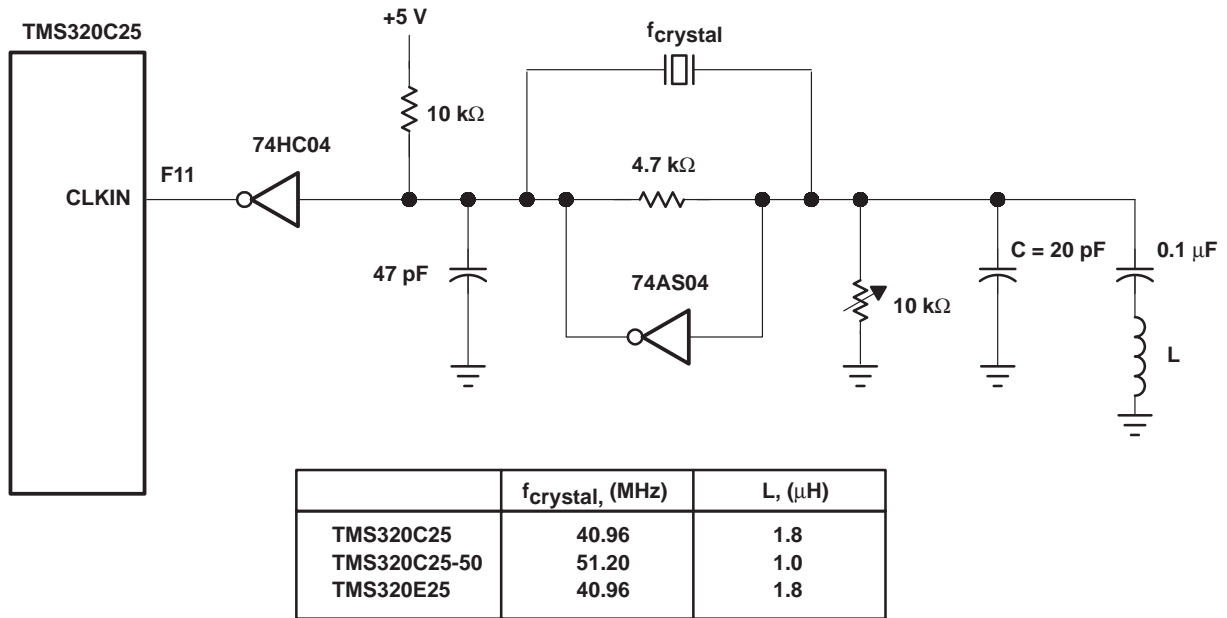 TMS320C25
+5 V
fcrystal
10 kΩ
74HC04
4.7 kΩ
F11
CLKIN
47 pF
74AS04
10 kΩ
C = 20 pF
0.1 μF
L
fcrystal, (MHz) L, (μH)
TMS320C25 40.96 1.8
TMS320C25-50 51.20 1.0
TMS320E25 40.96 1.8